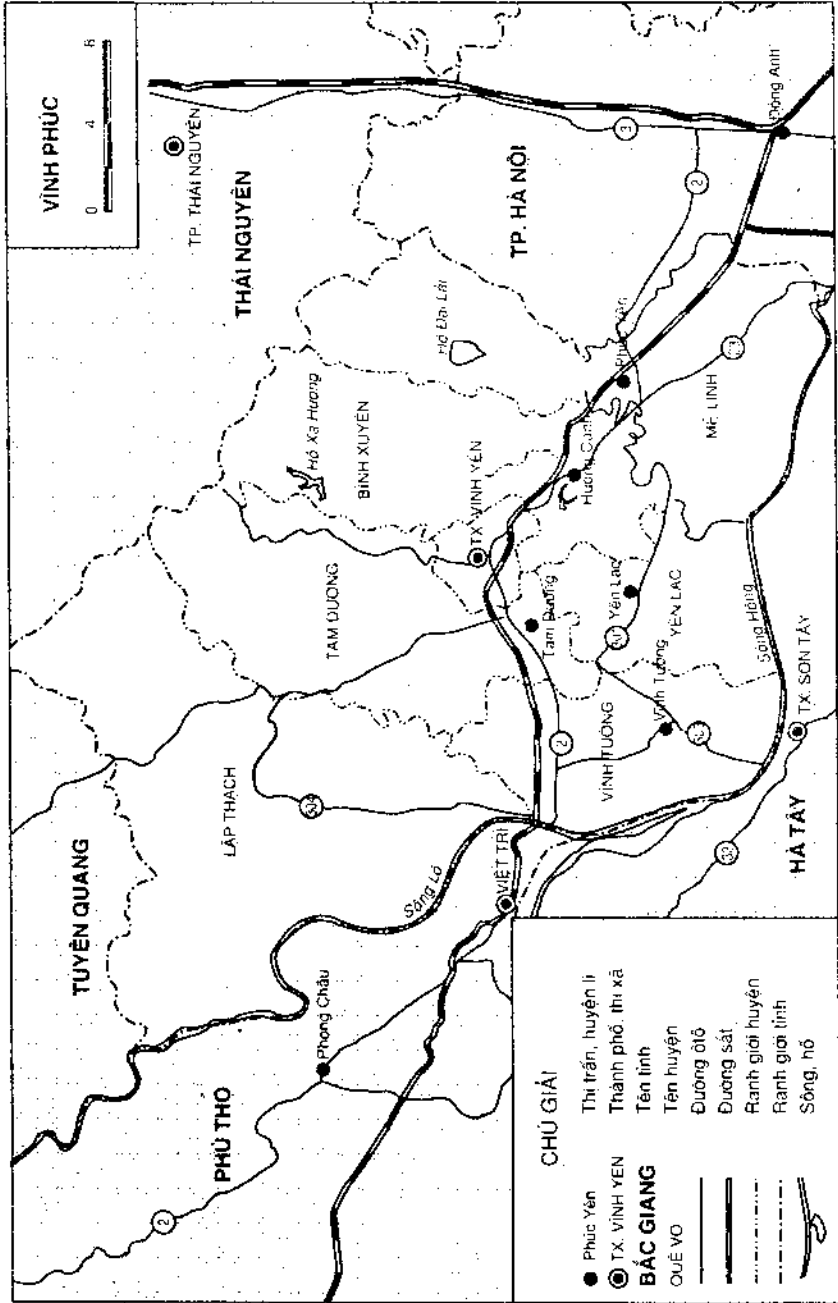 VĨNH PHÚC
0 4 8
TP. THÁI NGUYÊN
THÁI NGUYÊN
TUYÊN QUANG
LẬP THẠCH
TAM DƯƠNG
Hồ Xạ Hương
BÌNH XUYÊN
Hồ Đại Lải
TP. HÀ NỘI
3
2
Đông Anh
Phúc Yên
Hương Canh
TX. VĨNH YÊN
Tam Dương
Yên Lạc
YÊN LẠC
MÊ LINH
Sông Hồng
Vĩnh Tường
VĨNH TƯỜNG
2
Sông Lô
VIỆT TRÌ
Phong Châu
PHÚ THỌ
2
TX. SƠN TÂY
HÀ TÂY
CHÚ GIẢI
Phúc Yên Thị trấn, huyện lị
TX. VĨNH YÊN Thành phố, thị xã
BẮC GIANG Tên tỉnh
QUẾ VÕ Tên huyện
Đường ôtô
Đường sắt
Ranh giới huyện
Ranh giới tỉnh
Sông, hồ